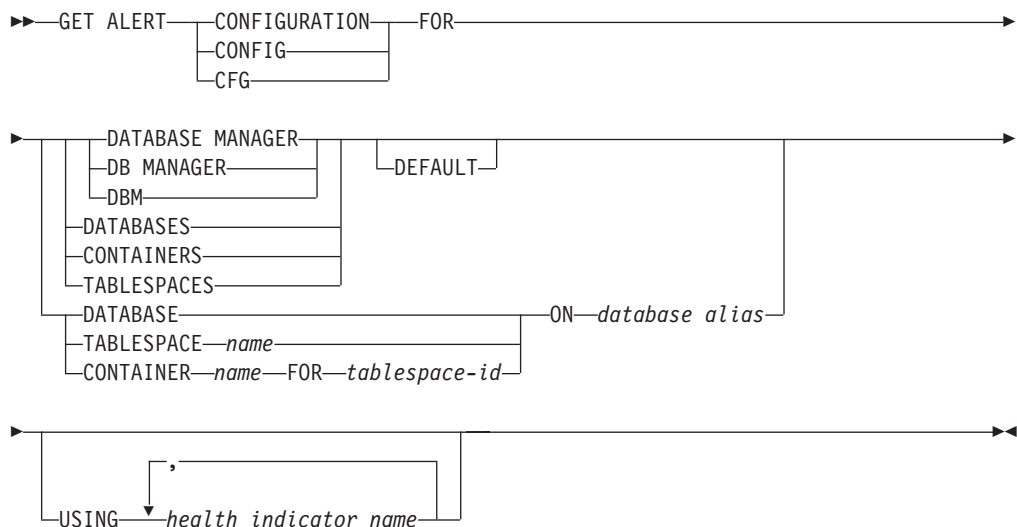 GET ALERT CONFIGURATION FOR
CONFIG
CFG
DATABASE MANAGER
DB MANAGER DEFAULT
DBM
DATABASES
CONTAINERS
TABLESPACES
DATABASE ON database alias
TABLESPACE name
CONTAINER name FOR tablespace-id
,
USING health indicator name